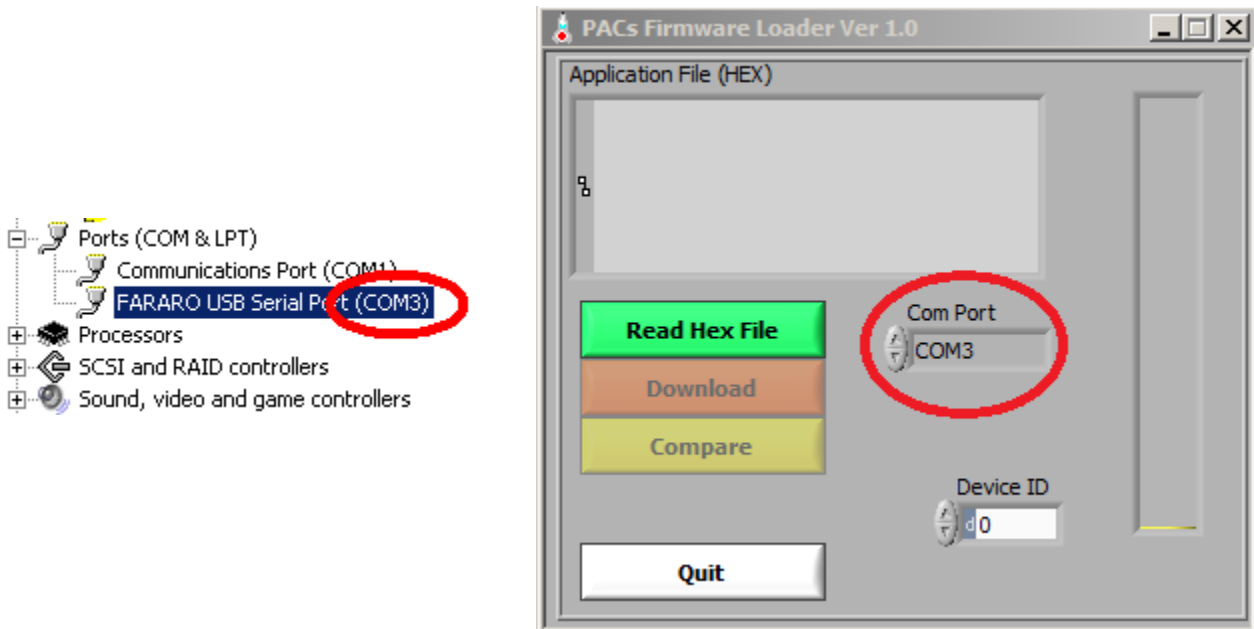 Ports (COM & LPT)
Communications Port (COM1)
FARARO USB Serial Port (COM3)
Processors
SCSI and RAID controllers
Sound, video and game controllers
PACs Firmware Loader Ver 1.0
Application File (HEX)
Read Hex File
Download
Compare
Quit
Com Port
COM3
Device ID
d 0